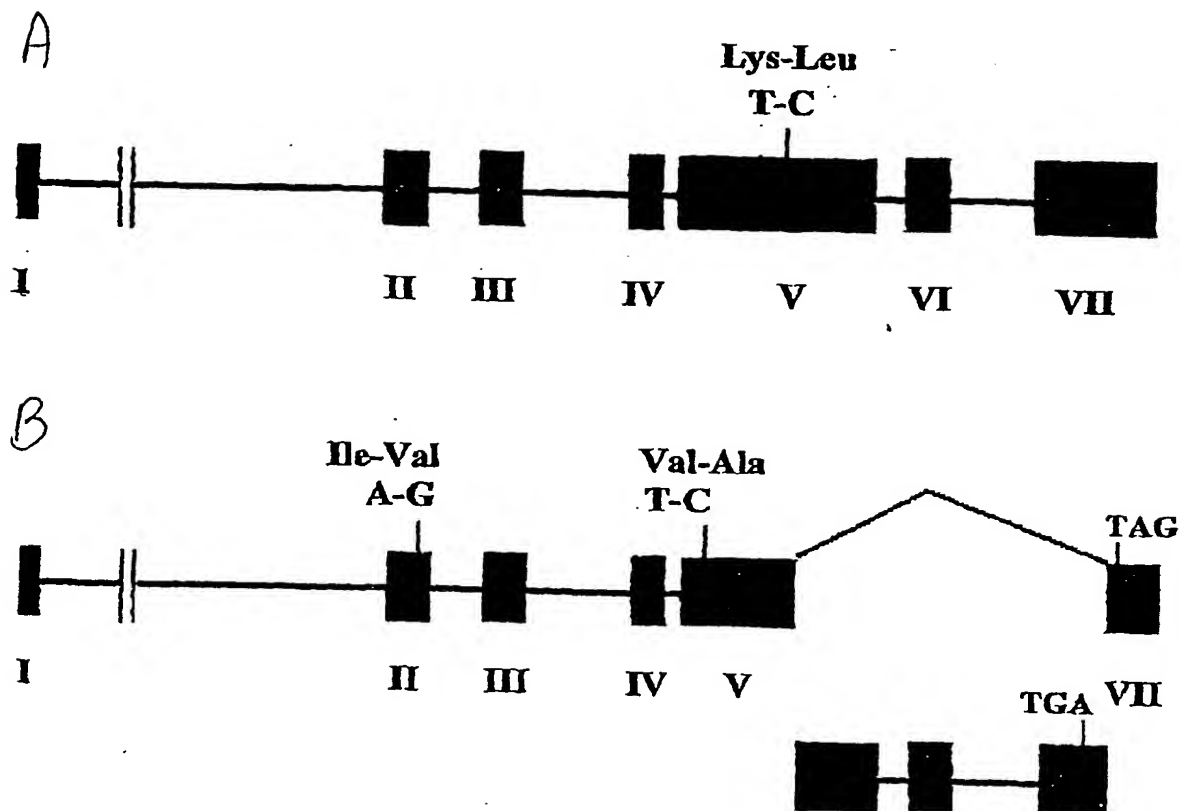 A
Lys-Leu
T-C
I II III IV V VI VII
B
Ile-Val Val-Ala
A-G T-C
TAG
I II III IV V VII
TGA